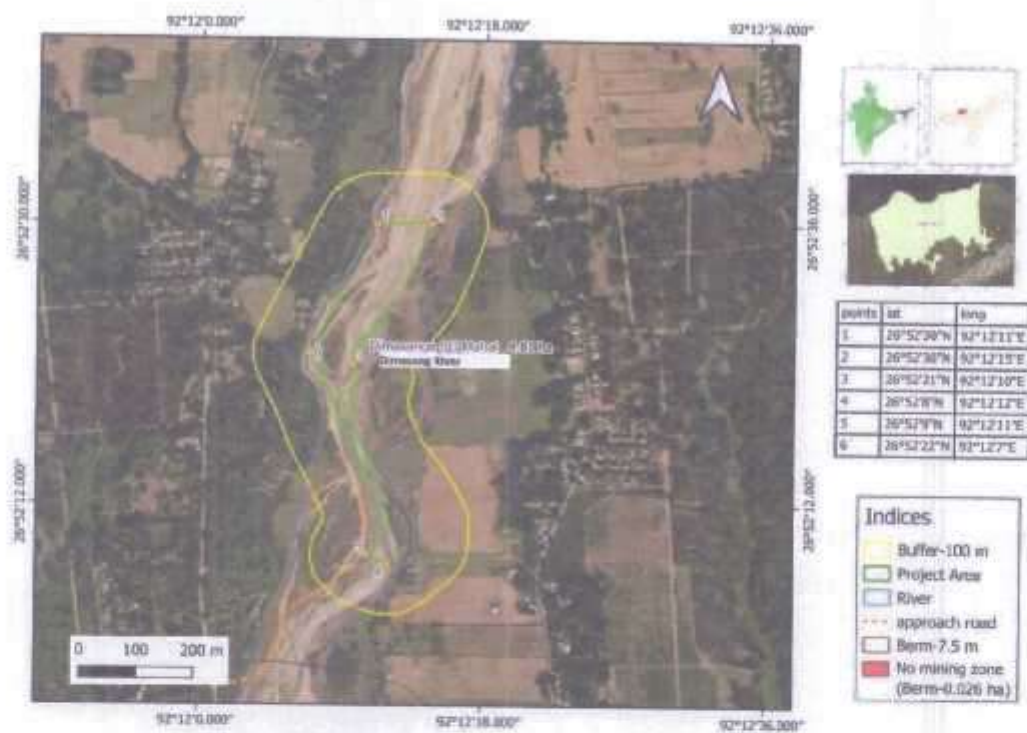 92°12'0.000"
92°12'18.000"
92°12'36.000"
26°52'30.000"
26°52'30.000"
26°52'12.000"
26°52'12.000"
River
0 100 200 m
92°12'0.000"
92°12'18.000"
92°12'36.000"
points lat long
1 26°52'30"N 92°12'11"E
2 26°52'30"N 92°12'15"E
3 26°52'21"N 92°12'10"E
4 26°52'8"N 92°12'12"E
5 26°52'9"N 92°12'11"E
6 26°52'22"N 92°12'7"E
Indices
Buffer-100 m
Project Area
River
approach road
Berm-7.5 m
No mining zone
(Berm-0.026 ha)